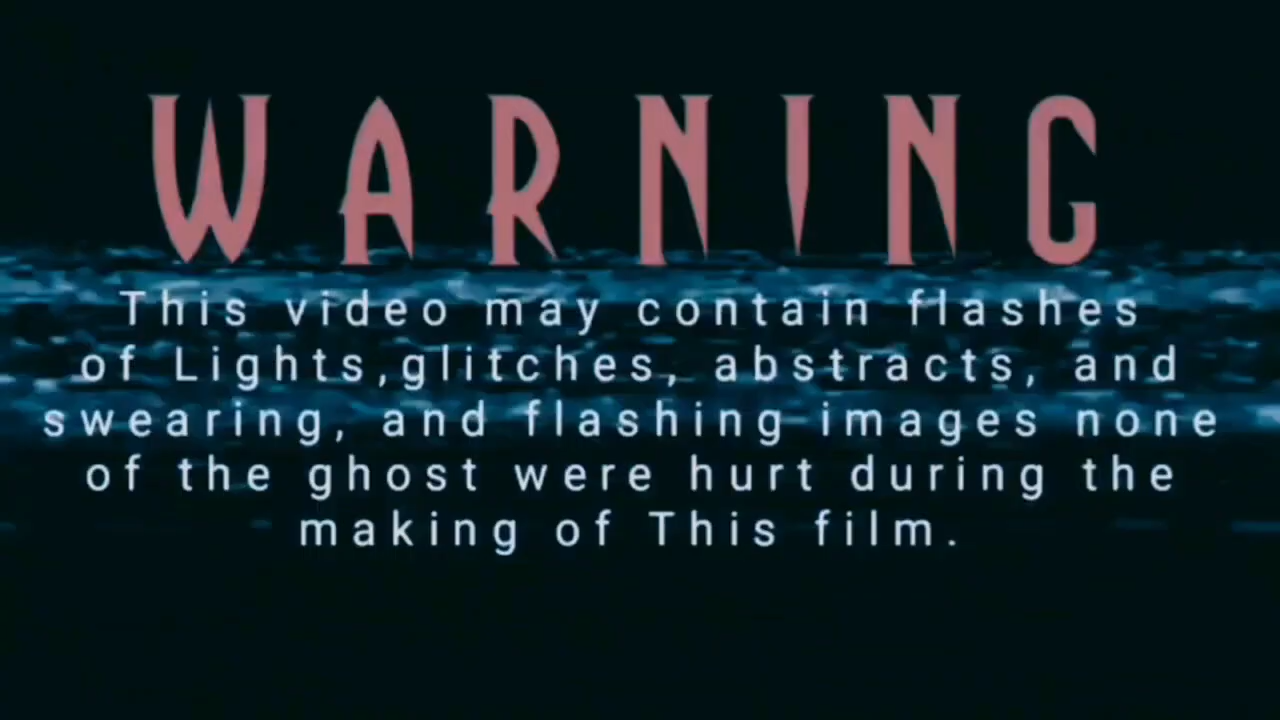 WARNING
This video may contain flashes
of Lights,glitches, abstracts, and
swearing, and flashing images none
of the ghost were hurt during the
making of This film.